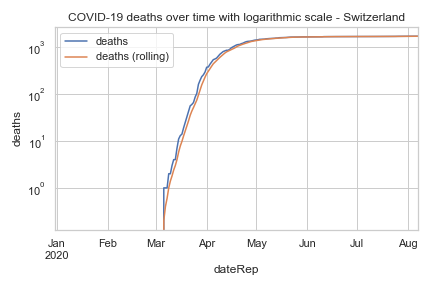 COVID-19 deaths over time with logarithmic scale - Switzerland
deaths
deaths (rolling)
10³
10²
10¹
10⁰
deaths
Jan Feb Mar Apr May Jun Jul Aug
2020
dateRep